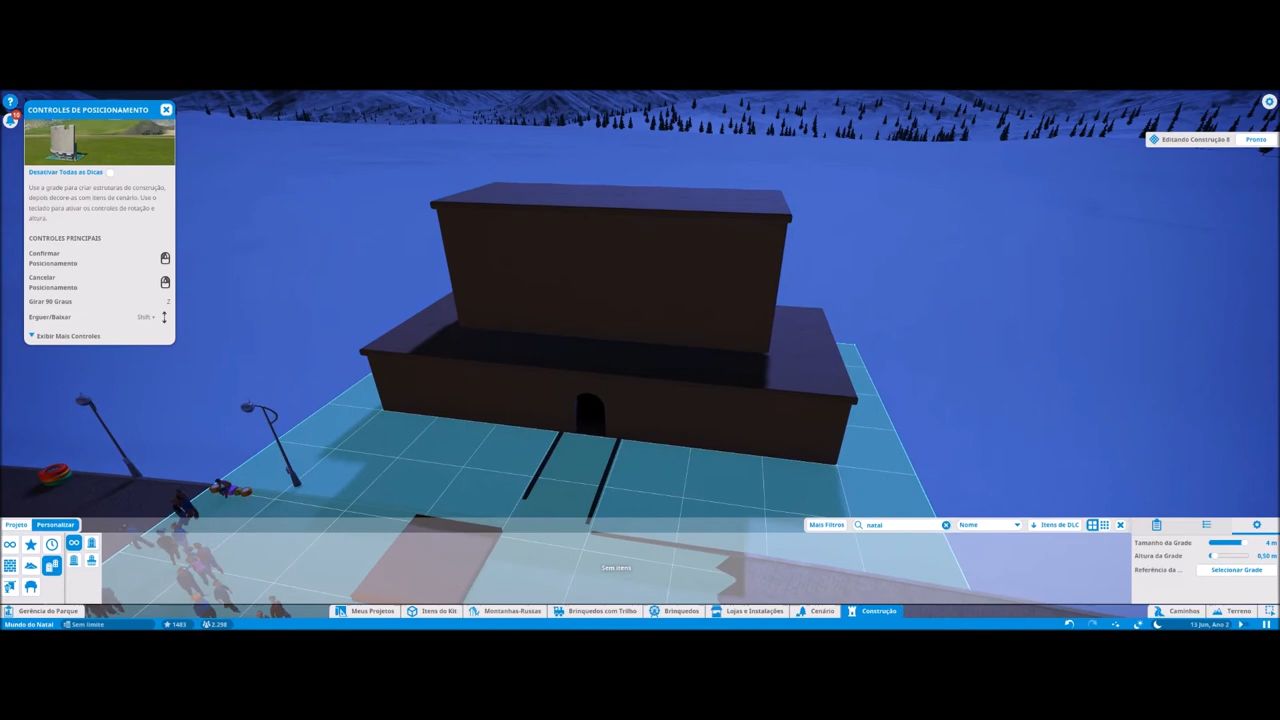 ?
CONTROLES DE POSICIONAMENTO
Desativar Todas as Dicas
Use a grade para criar estruturas de construção,
depois decore-as com itens de cenário. Use o
teclado para ativar os controles de rotação e
altura.
CONTROLES PRINCIPAIS
Confirmar
Posicionamento
Cancelar
Posicionamento
Girar 90 Graus Z
Erguer/Baixar Shift +
Exibir Mais Controles
Editando Construção 8 Pronto
Projeto Personalizar
Mais Filtros natal Nome Itens de DLC
Sem itens
Tamanho da Grade 4 m
Altura da Grade 0,50 m
Referência da ... Selecionar Grade
Gerência do Parque Meus Projetos Itens do Kit Montanhas-Russas Brinquedos com Trilho Brinquedos Lojas e Instalações Cenário Construção Caminhos Terreno
Mundo do Natal Sem limite 1483 2.298 13 Jun, Ano 2